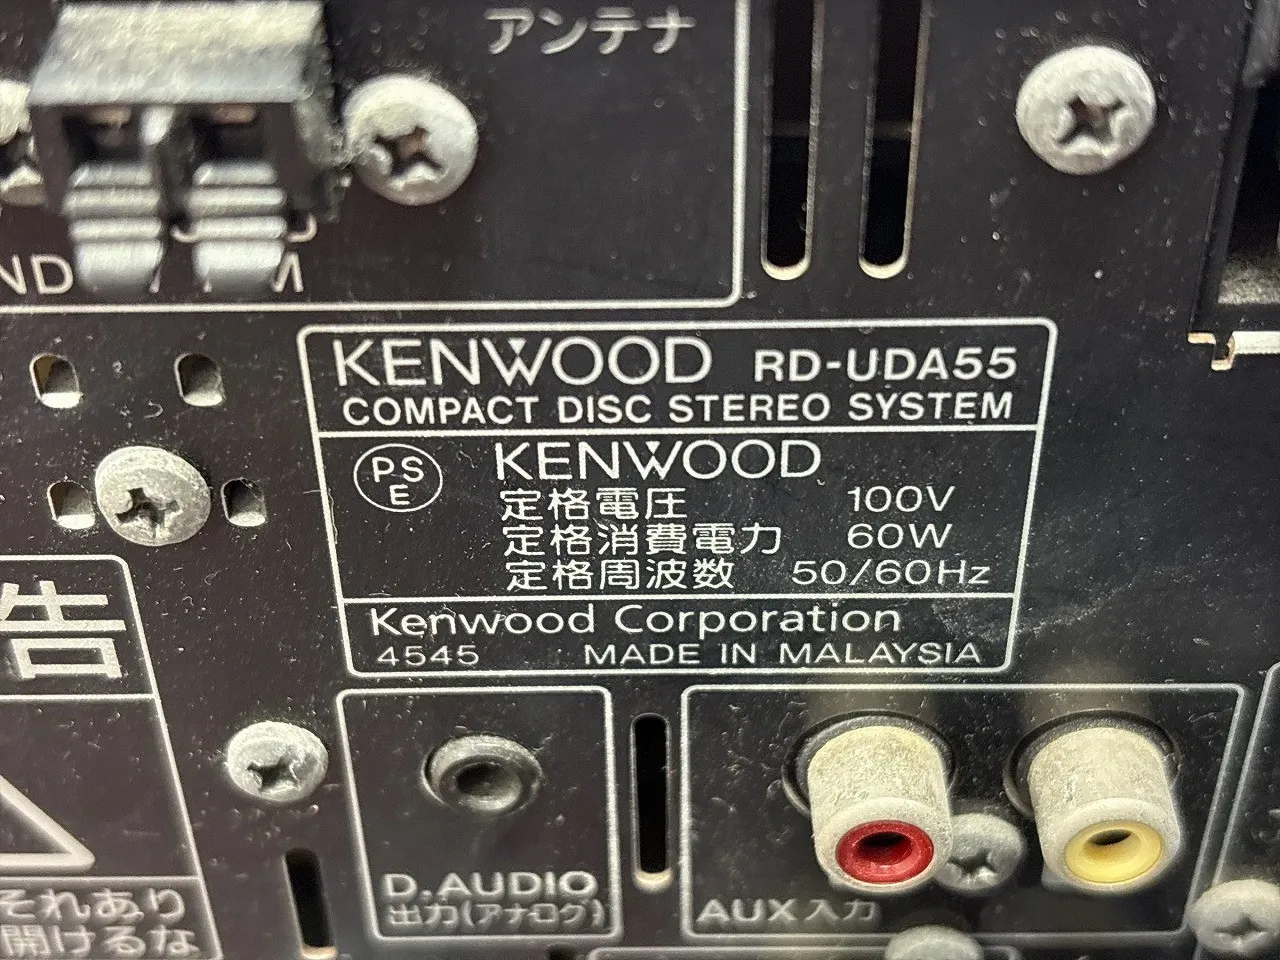 アンテナ
ND
M
KENWOOD RD-UDA55
COMPACT DISC STEREO SYSTEM
PS
E
KENWOOD
定格電圧 100V
定格消費電力 60W
定格周波数 50/60Hz
Kenwood Corporation
4545 MADE IN MALAYSIA
告
それあり
開けるな
D.AUDIO
出力(アナログ)
AUX入力